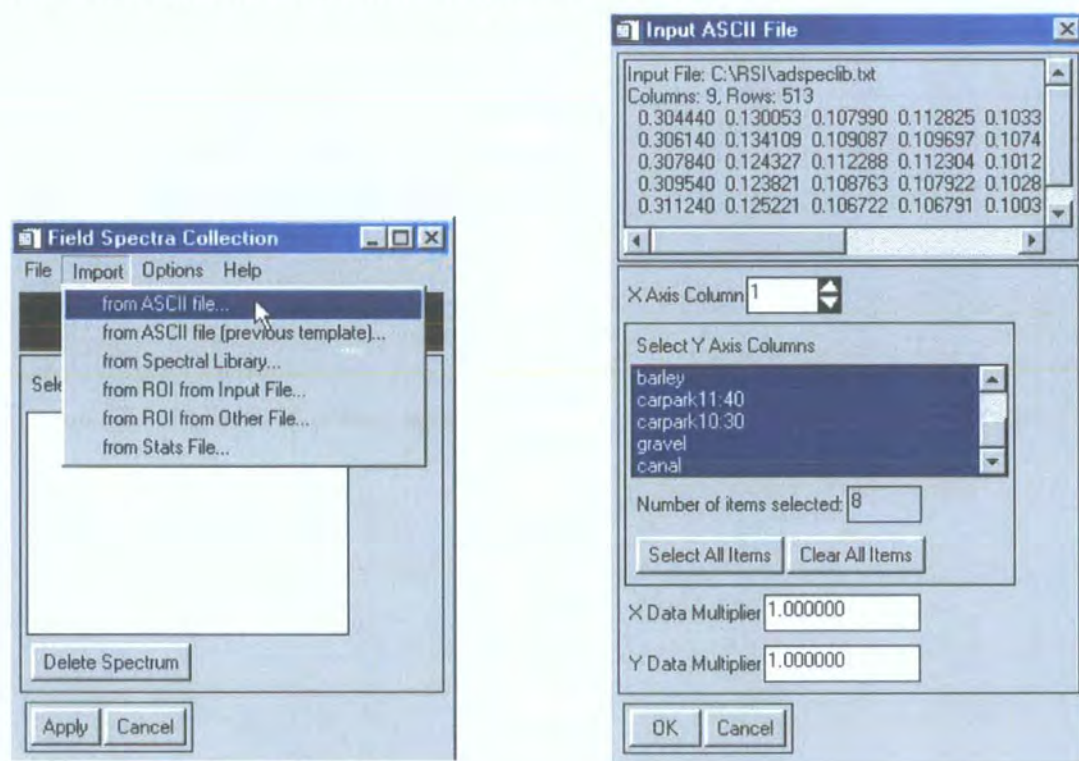 Field Spectra Collection
File Import Options Help
from ASCII file...
from ASCII file (previous template)...
from Spectral Library...
from ROI from Input File...
from ROI from Other File...
from Stats File...
Sele
Delete Spectrum
Apply Cancel
Input ASCII File
Input File: C:\RSI\adspeclib.txt
Columns: 9, Rows: 513
0.304440 0.130053 0.107990 0.112825 0.1033
0.306140 0.134109 0.109087 0.109697 0.1074
0.307840 0.124327 0.112288 0.112304 0.1012
0.309540 0.123821 0.108763 0.107922 0.1028
0.311240 0.125221 0.106722 0.106791 0.1003
X Axis Column 1
Select Y Axis Columns
barley
carpark11:40
carpark10:30
gravel
canal
Number of items selected: 8
Select All Items Clear All Items
X Data Multiplier 1.000000
Y Data Multiplier 1.000000
OK Cancel